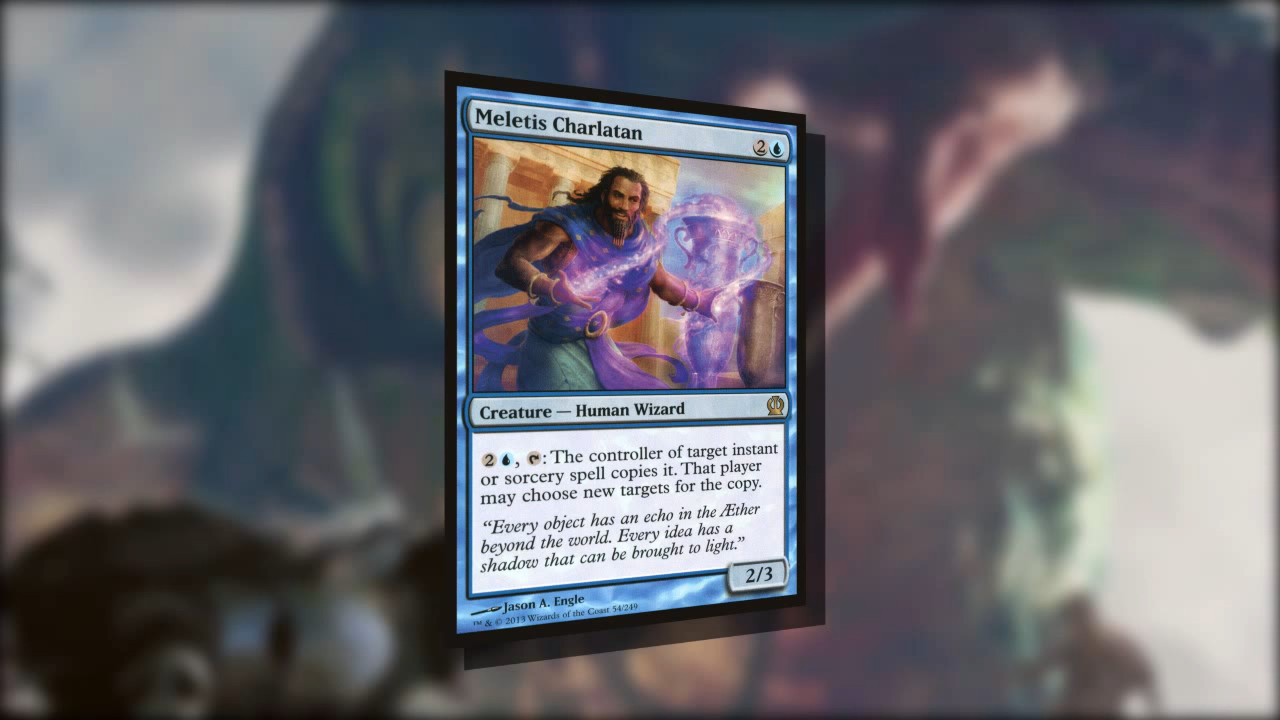 Meletis Charlatan
2
Creature — Human Wizard
2 , : The controller of target instant
or sorcery spell copies it. That player
may choose new targets for the copy.
“Every object has an echo in the Æther
beyond the world. Every idea has a
shadow that can be brought to light.”
2/3
Jason A. Engle
™ & © 2013 Wizards of the Coast 54/249